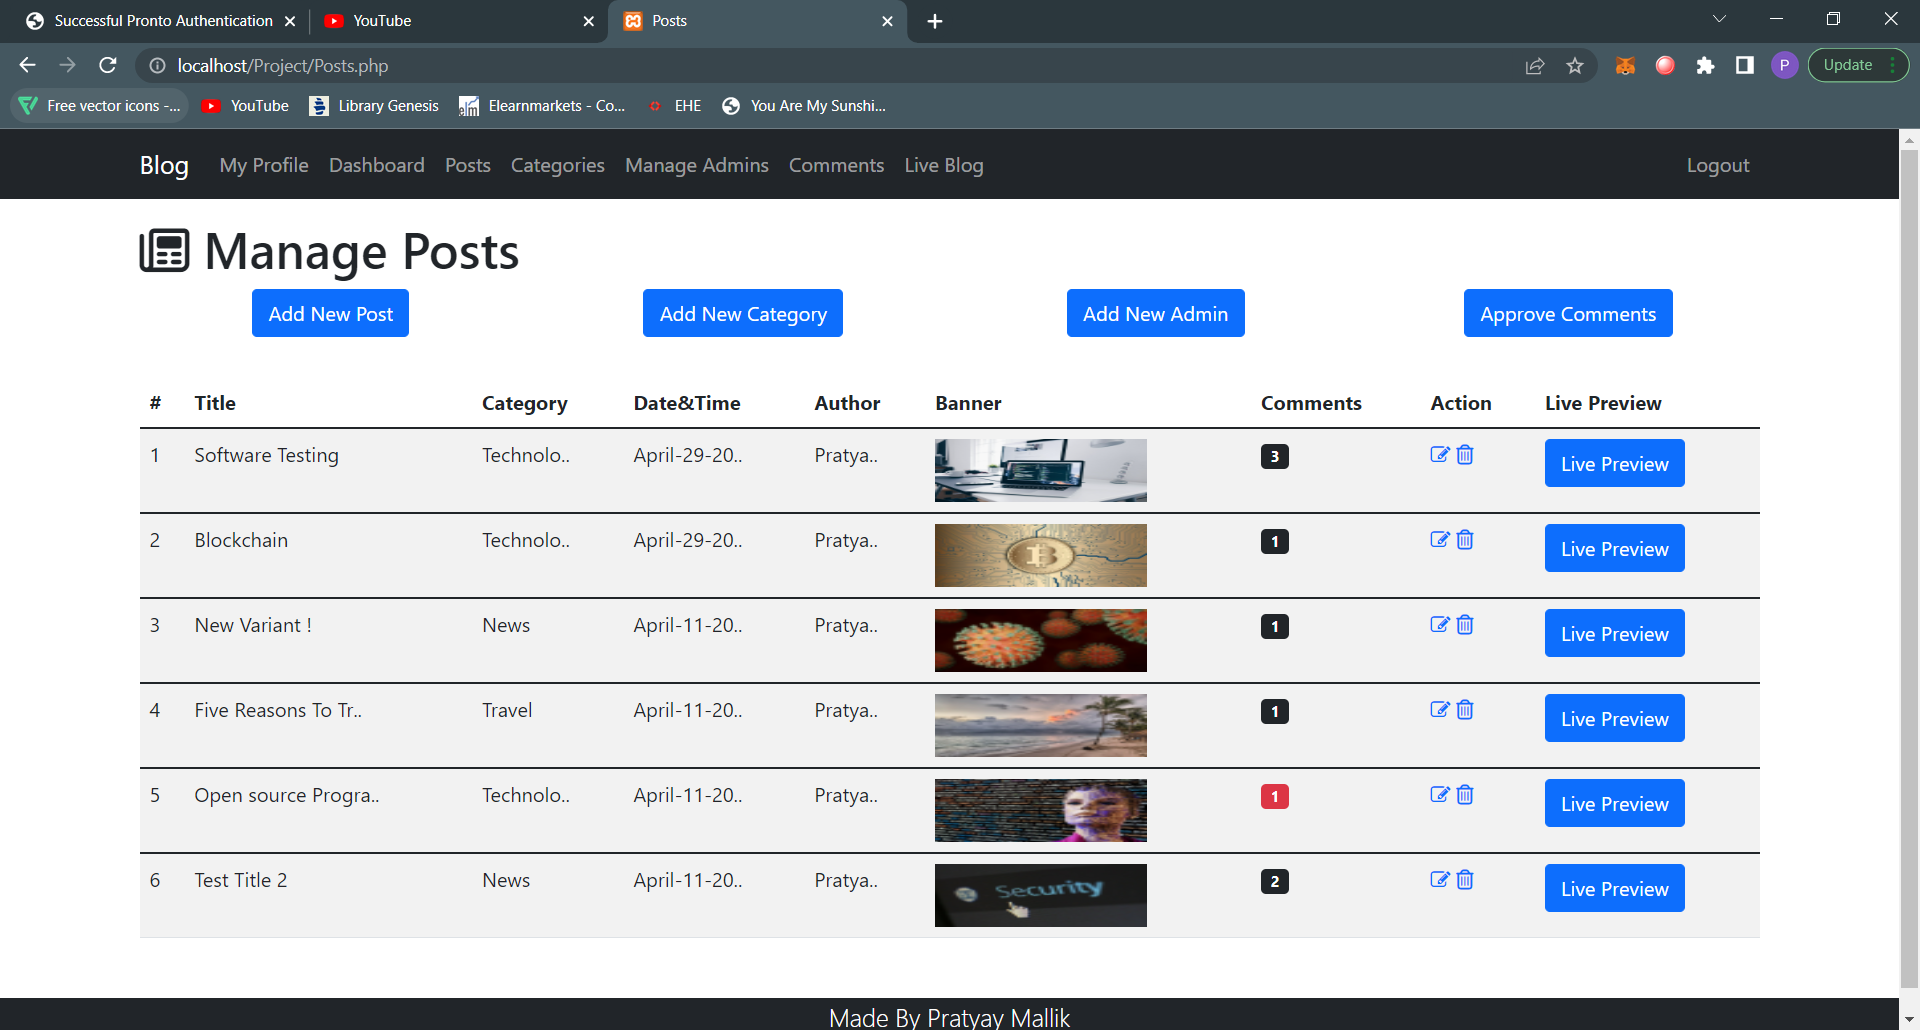 Successful Pronto Authentication
YouTube
Posts
localhost/Project/Posts.php
P
Update
Free vector icons -...
YouTube
Library Genesis
elm
Elearnmarkets - Co...
EHE
You Are My Sunshi...
Blog My Profile Dashboard Posts Categories Manage Admins Comments Live Blog Logout
Manage Posts
Add New Post Add New Category Add New Admin Approve Comments
# Title Category Date&Time Author Banner Comments Action Live Preview
1 Software Testing Technolo.. April-29-20.. Pratya.. 3 Live Preview
2 Blockchain Technolo.. April-29-20.. Pratya.. 1 Live Preview
3 New Variant ! News April-11-20.. Pratya.. 1 Live Preview
4 Five Reasons To Tr.. Travel April-11-20.. Pratya.. 1 Live Preview
5 Open source Progra.. Technolo.. April-11-20.. Pratya.. 1 Live Preview
6 Test Title 2 News April-11-20.. Pratya.. Security 2 Live Preview
Made By Pratyay Mallik